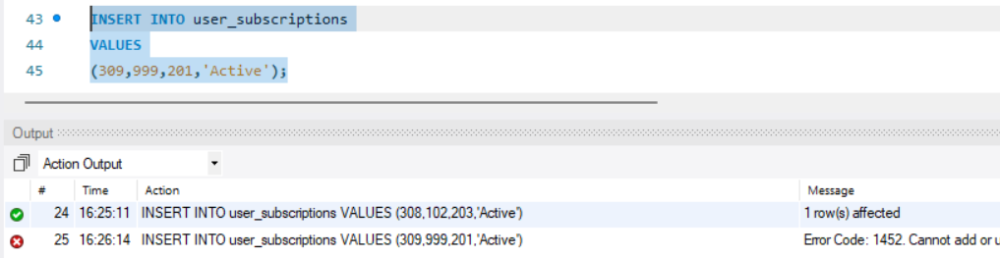 43 INSERT INTO user_subscriptions
44 VALUES
45 (309,999,201,'Active');
Output
Action Output
# Time Action Message
24 16:25:11 INSERT INTO user_subscriptions VALUES (308,102,203,'Active') 1 row(s) affected
25 16:26:14 INSERT INTO user_subscriptions VALUES (309,999,201,'Active') Error Code: 1452. Cannot add or u